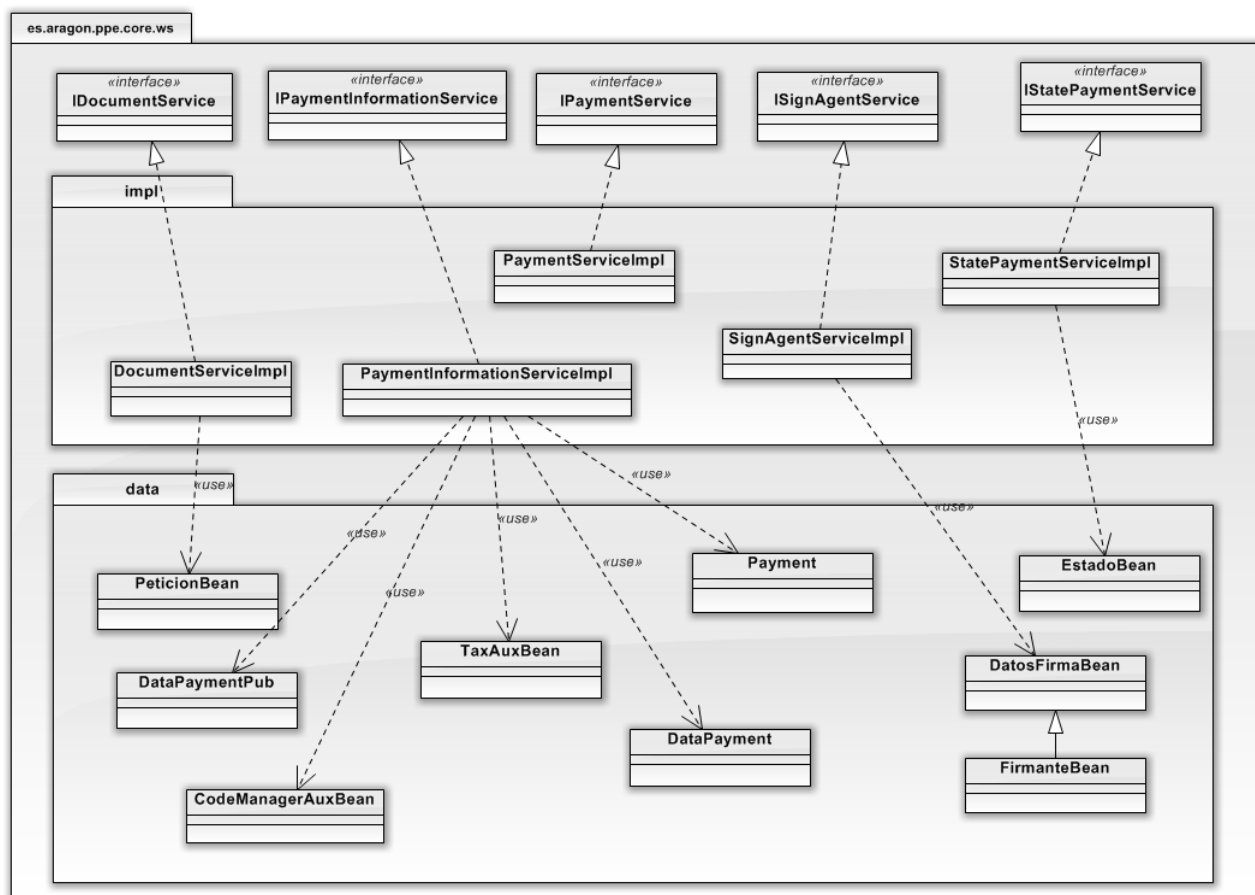 es.aragon.ppe.core.ws
«interface»
IDocumentService
«interface»
IPaymentInformationService
«interface»
IPaymentService
«interface»
ISignAgentService
«interface»
IStatePaymentService
impl
PaymentServiceImpl
StatePaymentServiceImpl
SignAgentServiceImpl
DocumentServiceImpl
PaymentInformationServiceImpl
«use»
«use»
data
«use»
«use»
«use»
«use»
«use»
«use»
PeticionBean
Payment
EstadoBean
TaxAuxBean
DatosFirmaBean
DataPaymentPub
DataPayment
FirmanteBean
CodeManagerAuxBean